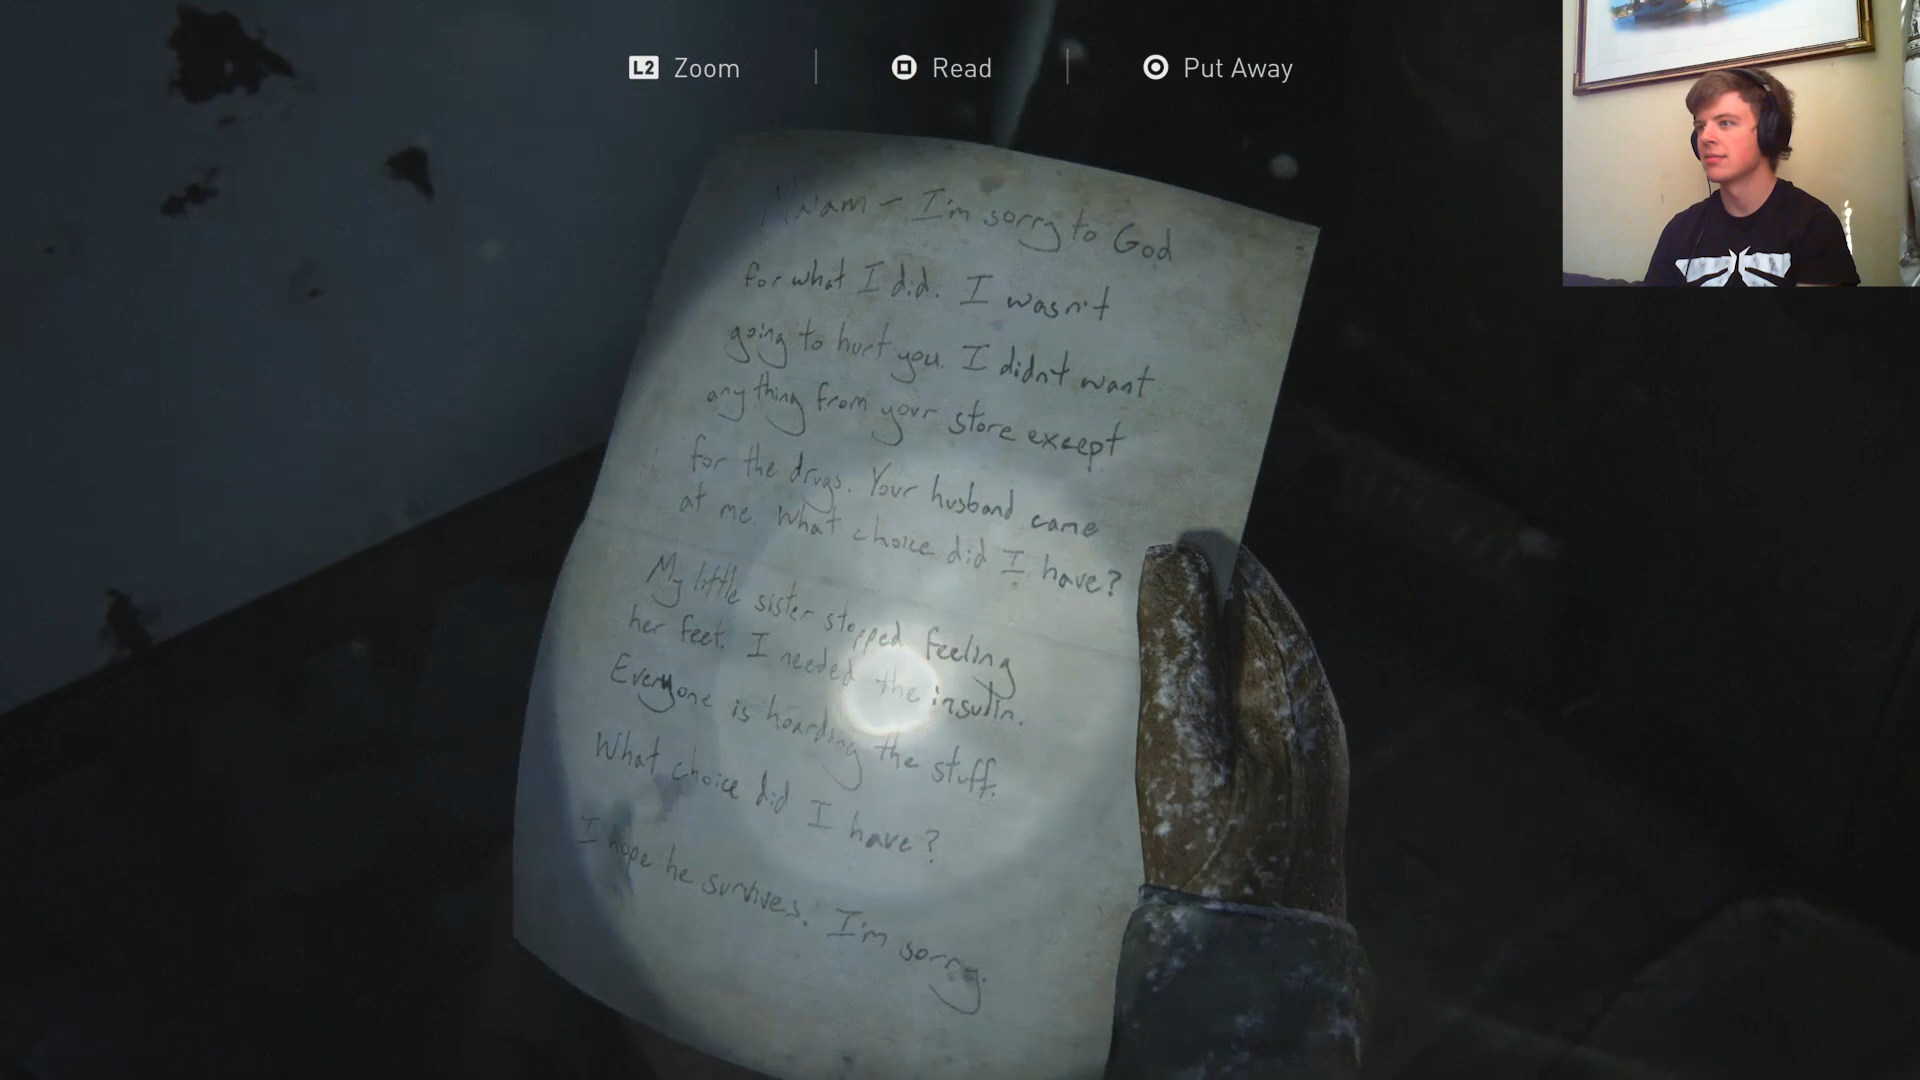 L2 Zoom
Read
Put Away
Ma'am - I'm sorry to God
for what I did. I wasn't
going to hurt you. I didn't want
anything from your store except
for the drugs. Your husband came
at me. What choice did I have?
My little sister stopped feeling
her feet. I needed the insulin.
Everyone is hoarding the stuff.
What choice did I have?
I hope he survives. I'm sorry.